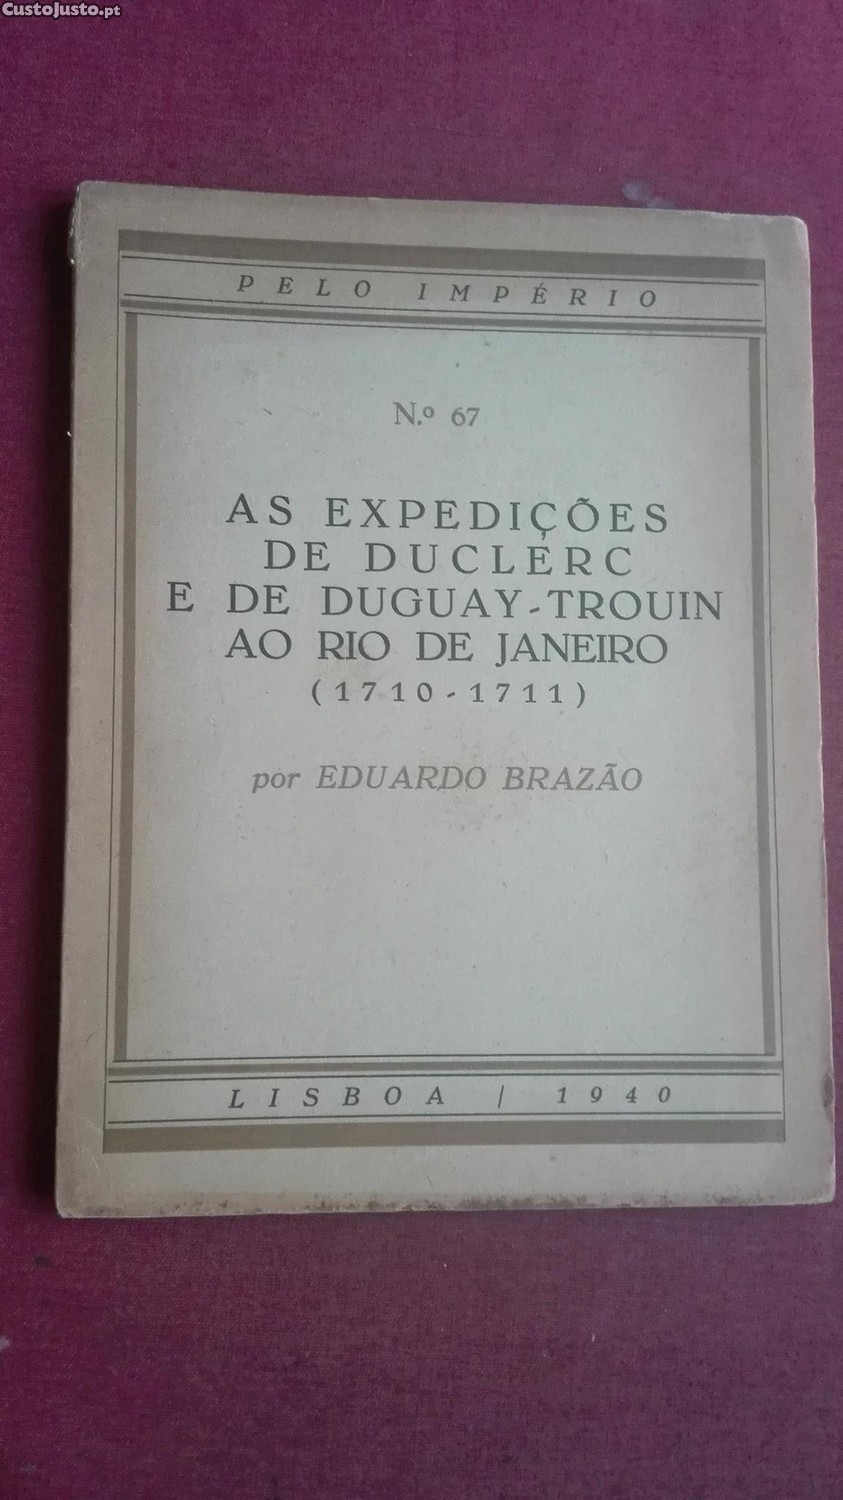 CustoJusto.pt
PELO IMPÉRIO
N.º 67
AS EXPEDIÇÕES
DE DUCLERC
E DE DUGUAY-TROUIN
AO RIO DE JANEIRO
(1710-1711)
por EDUARDO BRAZÃO
LISBOA / 1940